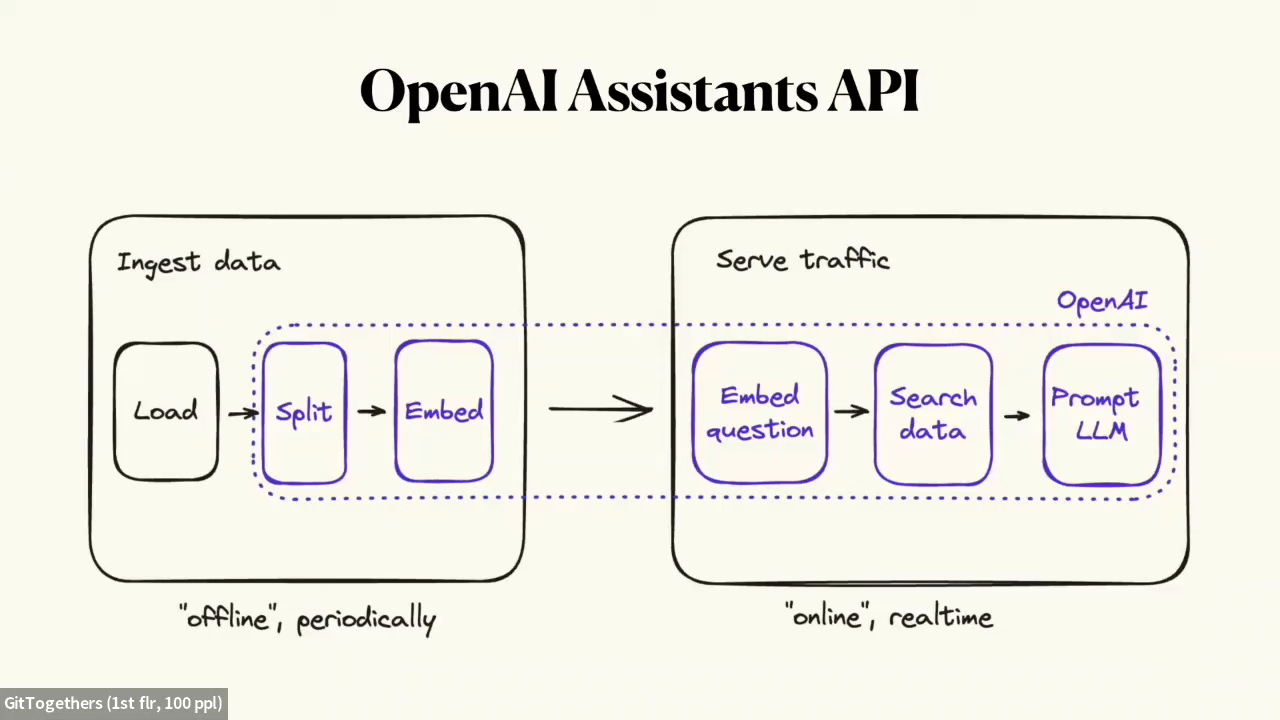 OpenAI Assistants API
Ingest data
Load
Split
Embed
"offline", periodically
Serve traffic
OpenAI
Embed
question
Search
data
Prompt
LLM
"online", realtime
GitTogethers (1st flr, 100 ppl)